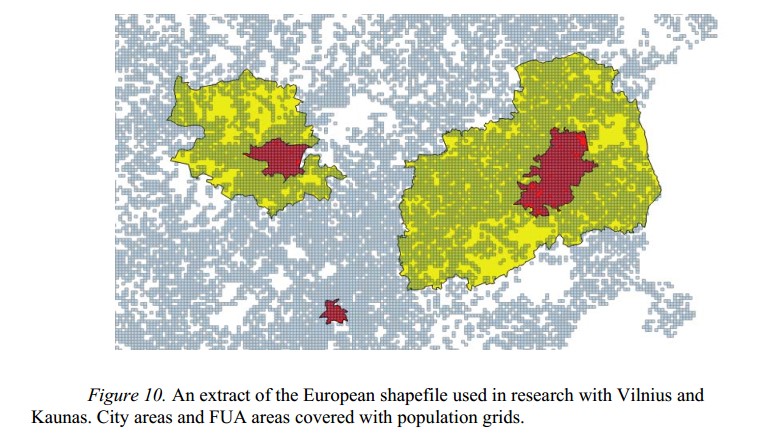 Figure 10. An extract of the European shapefile used in research with Vilnius and
Kaunas. City areas and FUA areas covered with population grids.